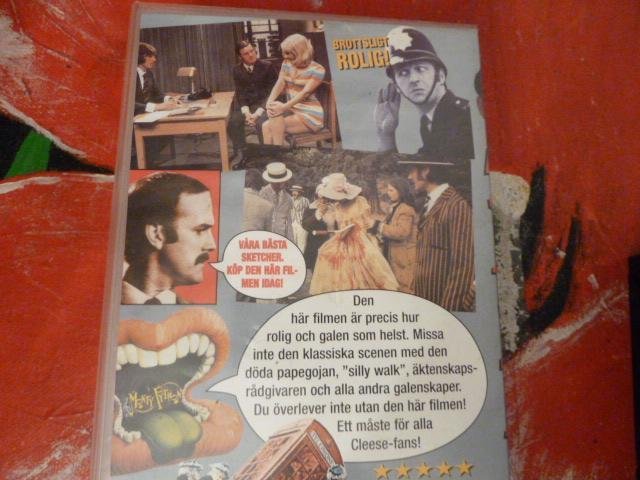 BROTTSLIGT
ROLIG!
VÅRA BÄSTA
SKETCHER.
KÖP DEN HÄR FIL-
MEN IDAG!
Den
här filmen är precis hur
rolig och galen som helst. Missa
inte den klassiska scenen med den
döda papegojan, "silly walk", äktenskaps-
rådgivaren och alla andra galenskaper.
Du överlever inte utan den här filmen!
Ett måste för alla
Cleese-fans!
Monty Python